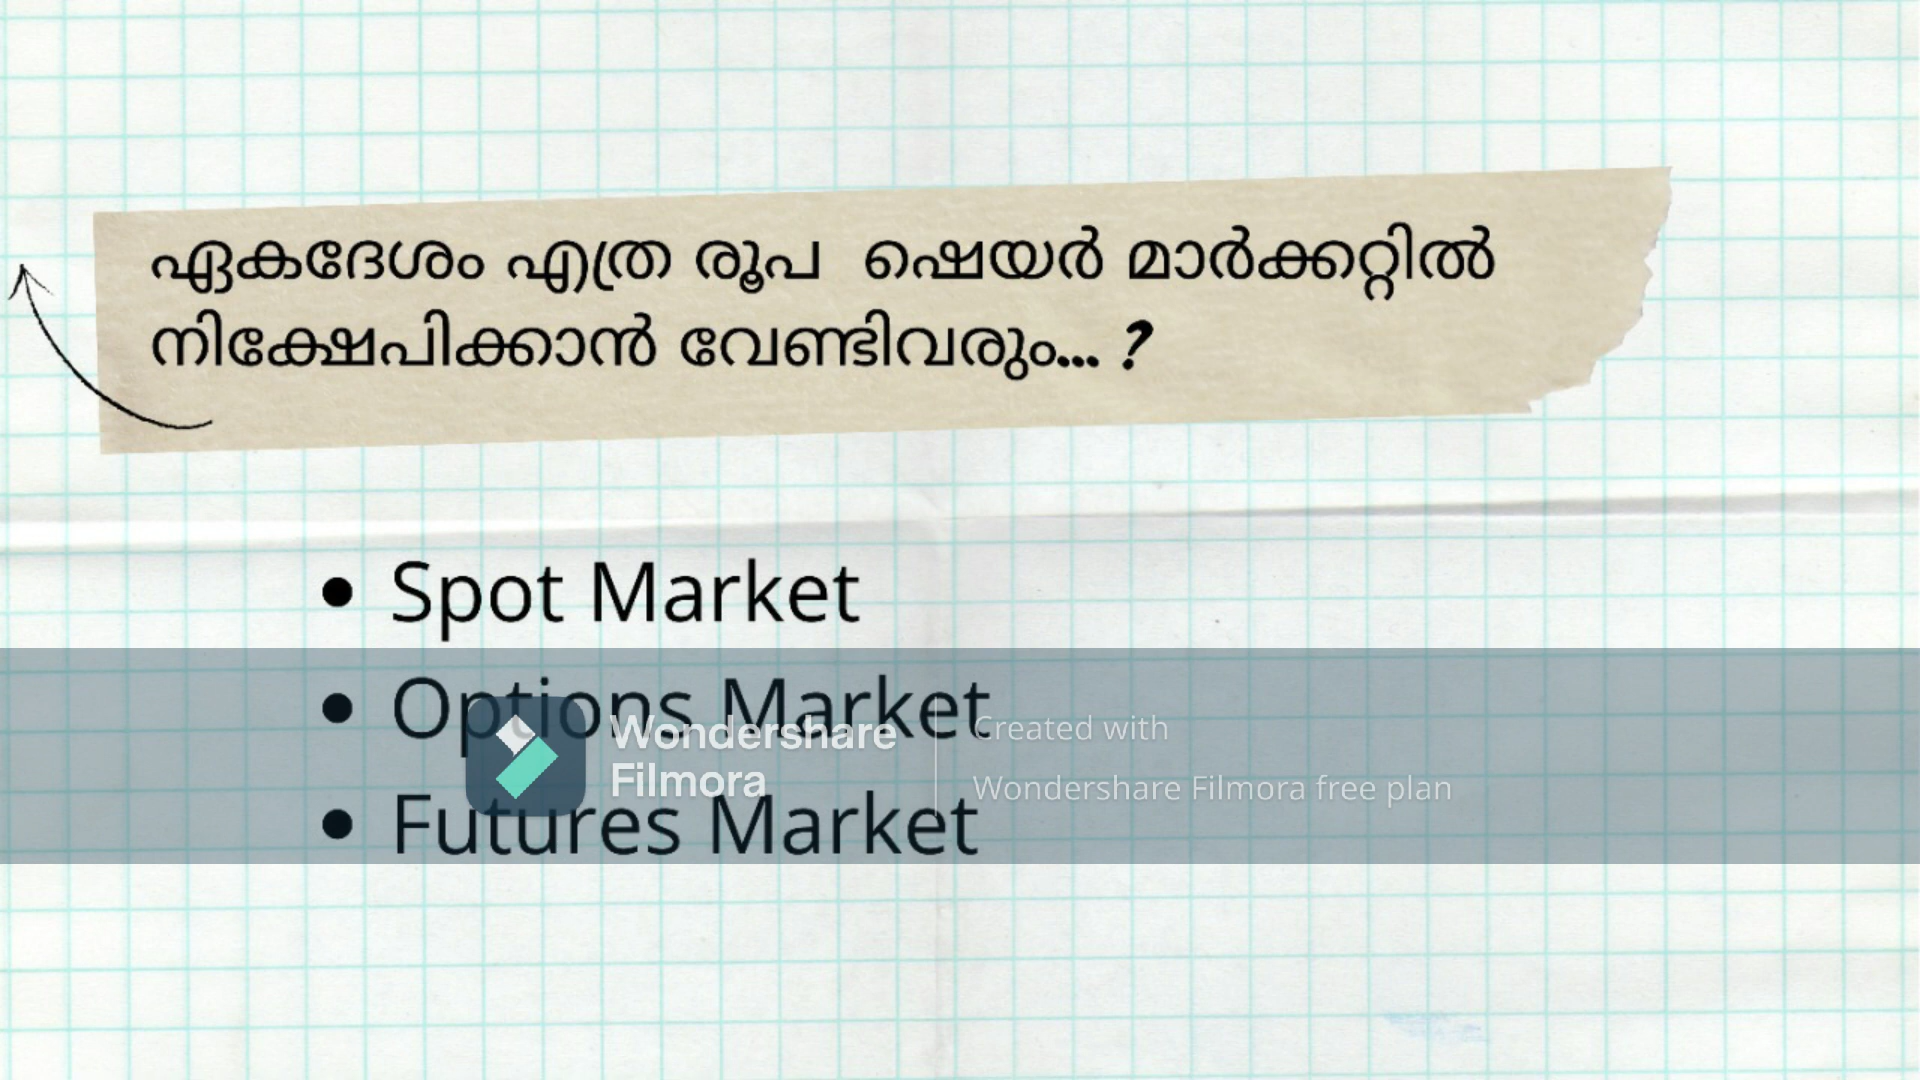 ഏകദേശം എത്ര രൂപ ഷെയർ മാർക്കറ്റിൽ
നിക്ഷേപിക്കാൻ വേണ്ടിവരും... ?
• Spot Market
• Options Market
• Futures Market
Wondershare
Filmora
Created with
Wondershare Filmora free plan